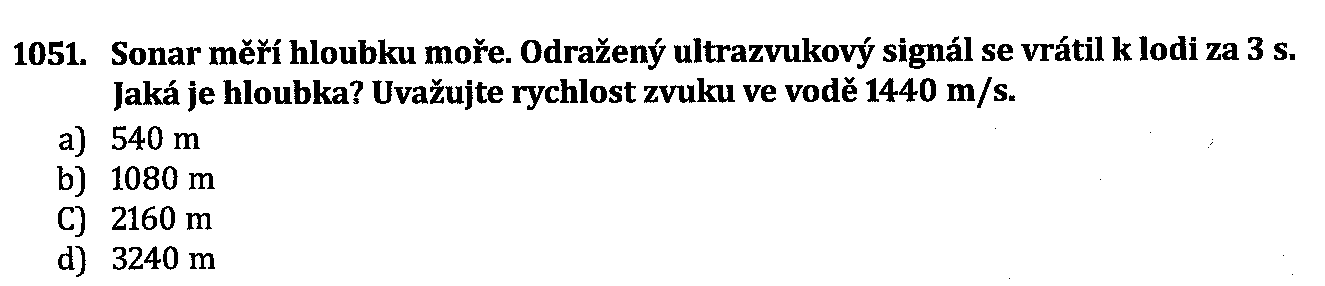 1051. Sonar měří hloubku moře. Odražený ultrazvukový signál se vrátil k lodi za 3 s.
Jaká je hloubka? Uvažujte rychlost zvuku ve vodě 1440 m/s.
a) 540 m
b) 1080 m
C) 2160 m
d) 3240 m